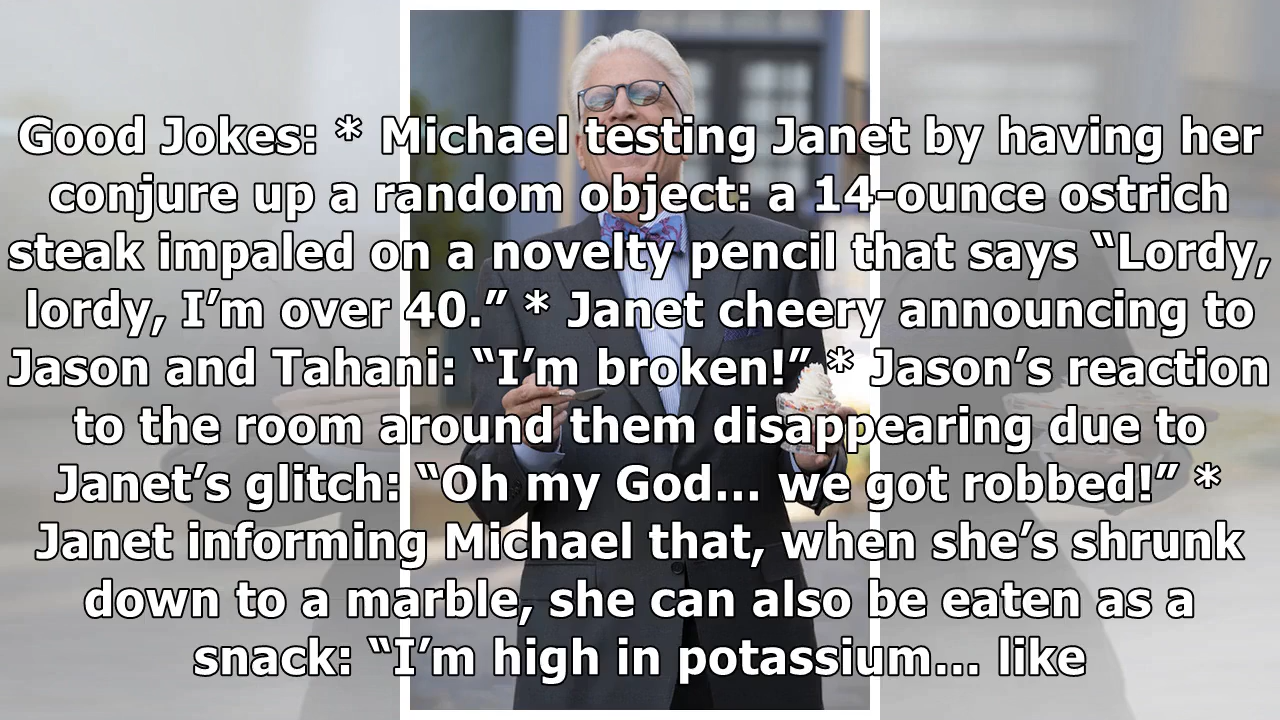 Good Jokes: * Michael testing Janet by having her
conjure up a random object: a 14-ounce ostrich
steak impaled on a novelty pencil that says “Lordy,
lordy, I’m over 40.” * Janet cheery announcing to
Jason and Tahani: “I’m broken!” * Jason’s reaction
to the room around them disappearing due to
Janet’s glitch: “Oh my God... we got robbed!” *
Janet informing Michael that, when she’s shrunk
down to a marble, she can also be eaten as a
snack: “I’m high in potassium... like